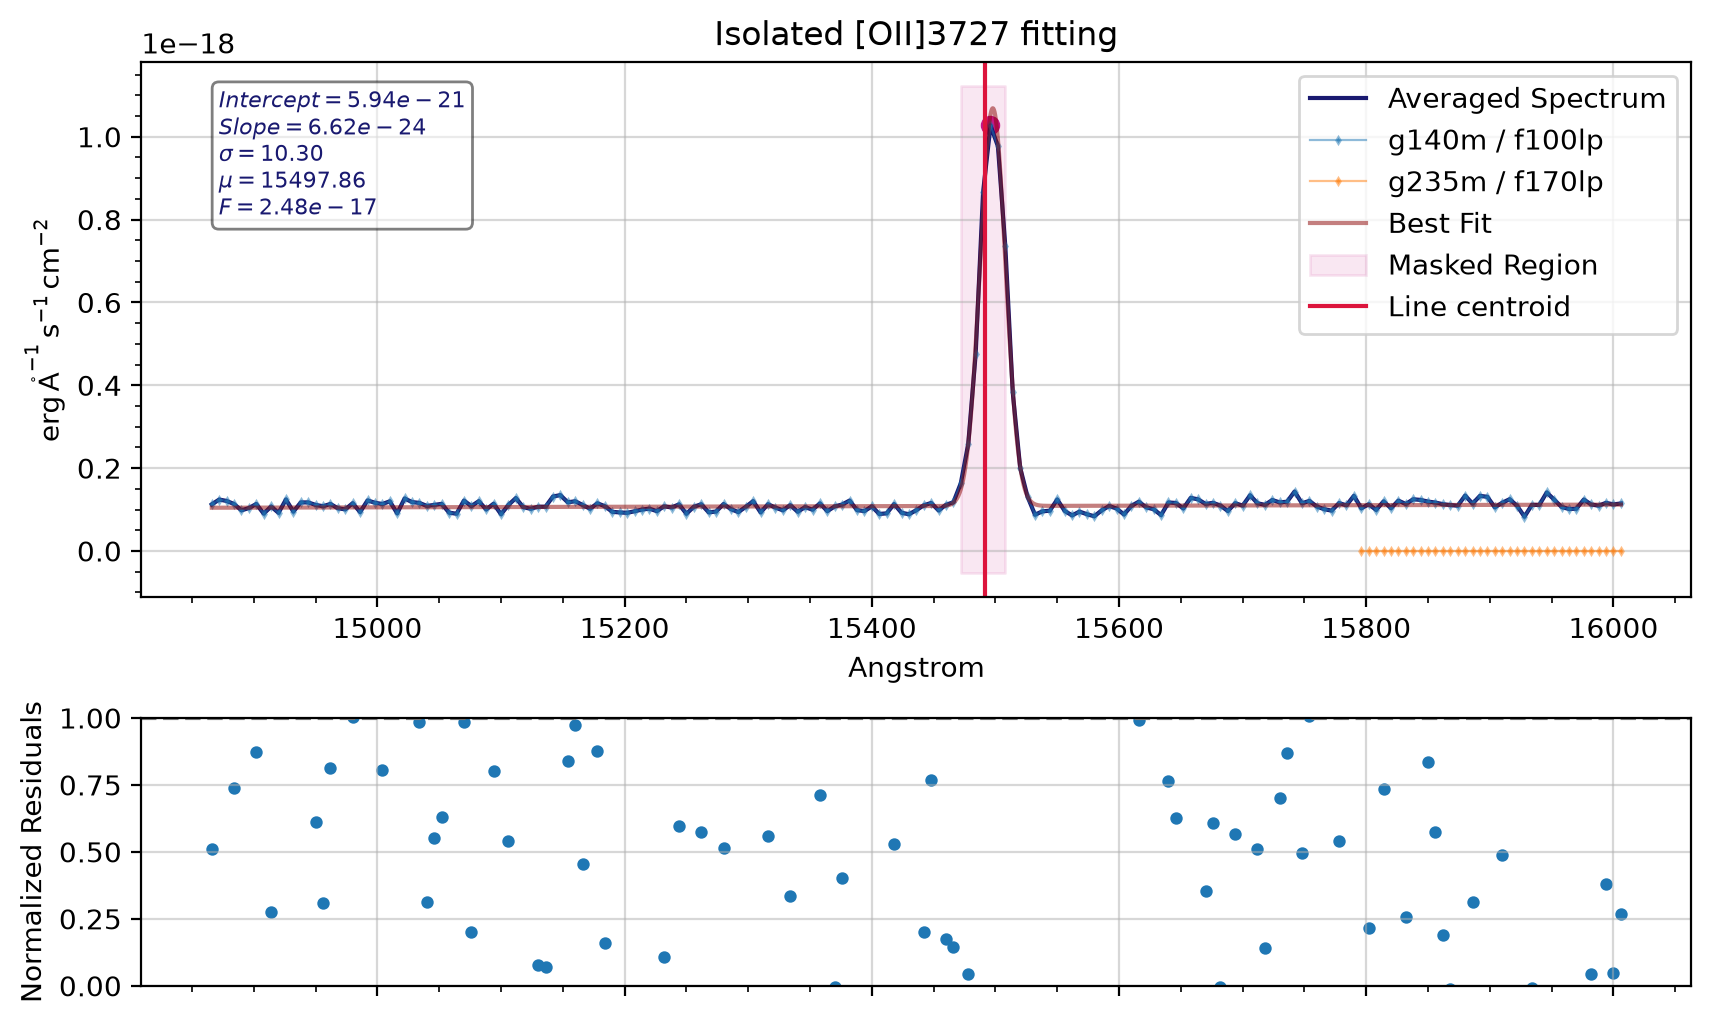 Isolated [OII]3727 fitting
1e−18
Intercept = 5.94e − 21
Slope = 6.62e − 24
σ = 10.30
μ = 15497.86
F = 2.48e − 17
Averaged Spectrum
g140m / f100lp
g235m / f170lp
Best Fit
Masked Region
Line centroid
erg Å⁻¹ s⁻¹ cm⁻²
1.0
0.8
0.6
0.4
0.2
0.0
15000 15200 15400 15600 15800 16000
Angstrom
Normalized Residuals
1.00
0.75
0.50
0.25
0.00